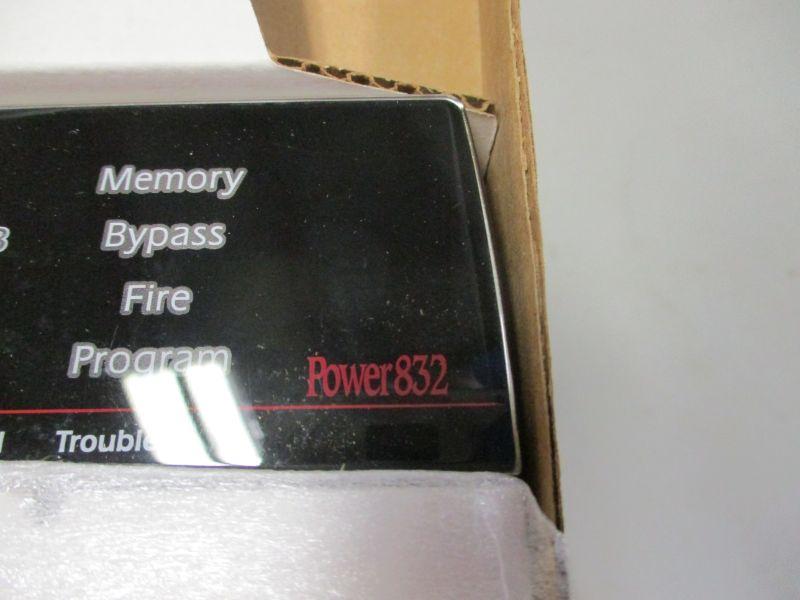 Memory
Bypass
Fire
Program
Power832
Trouble